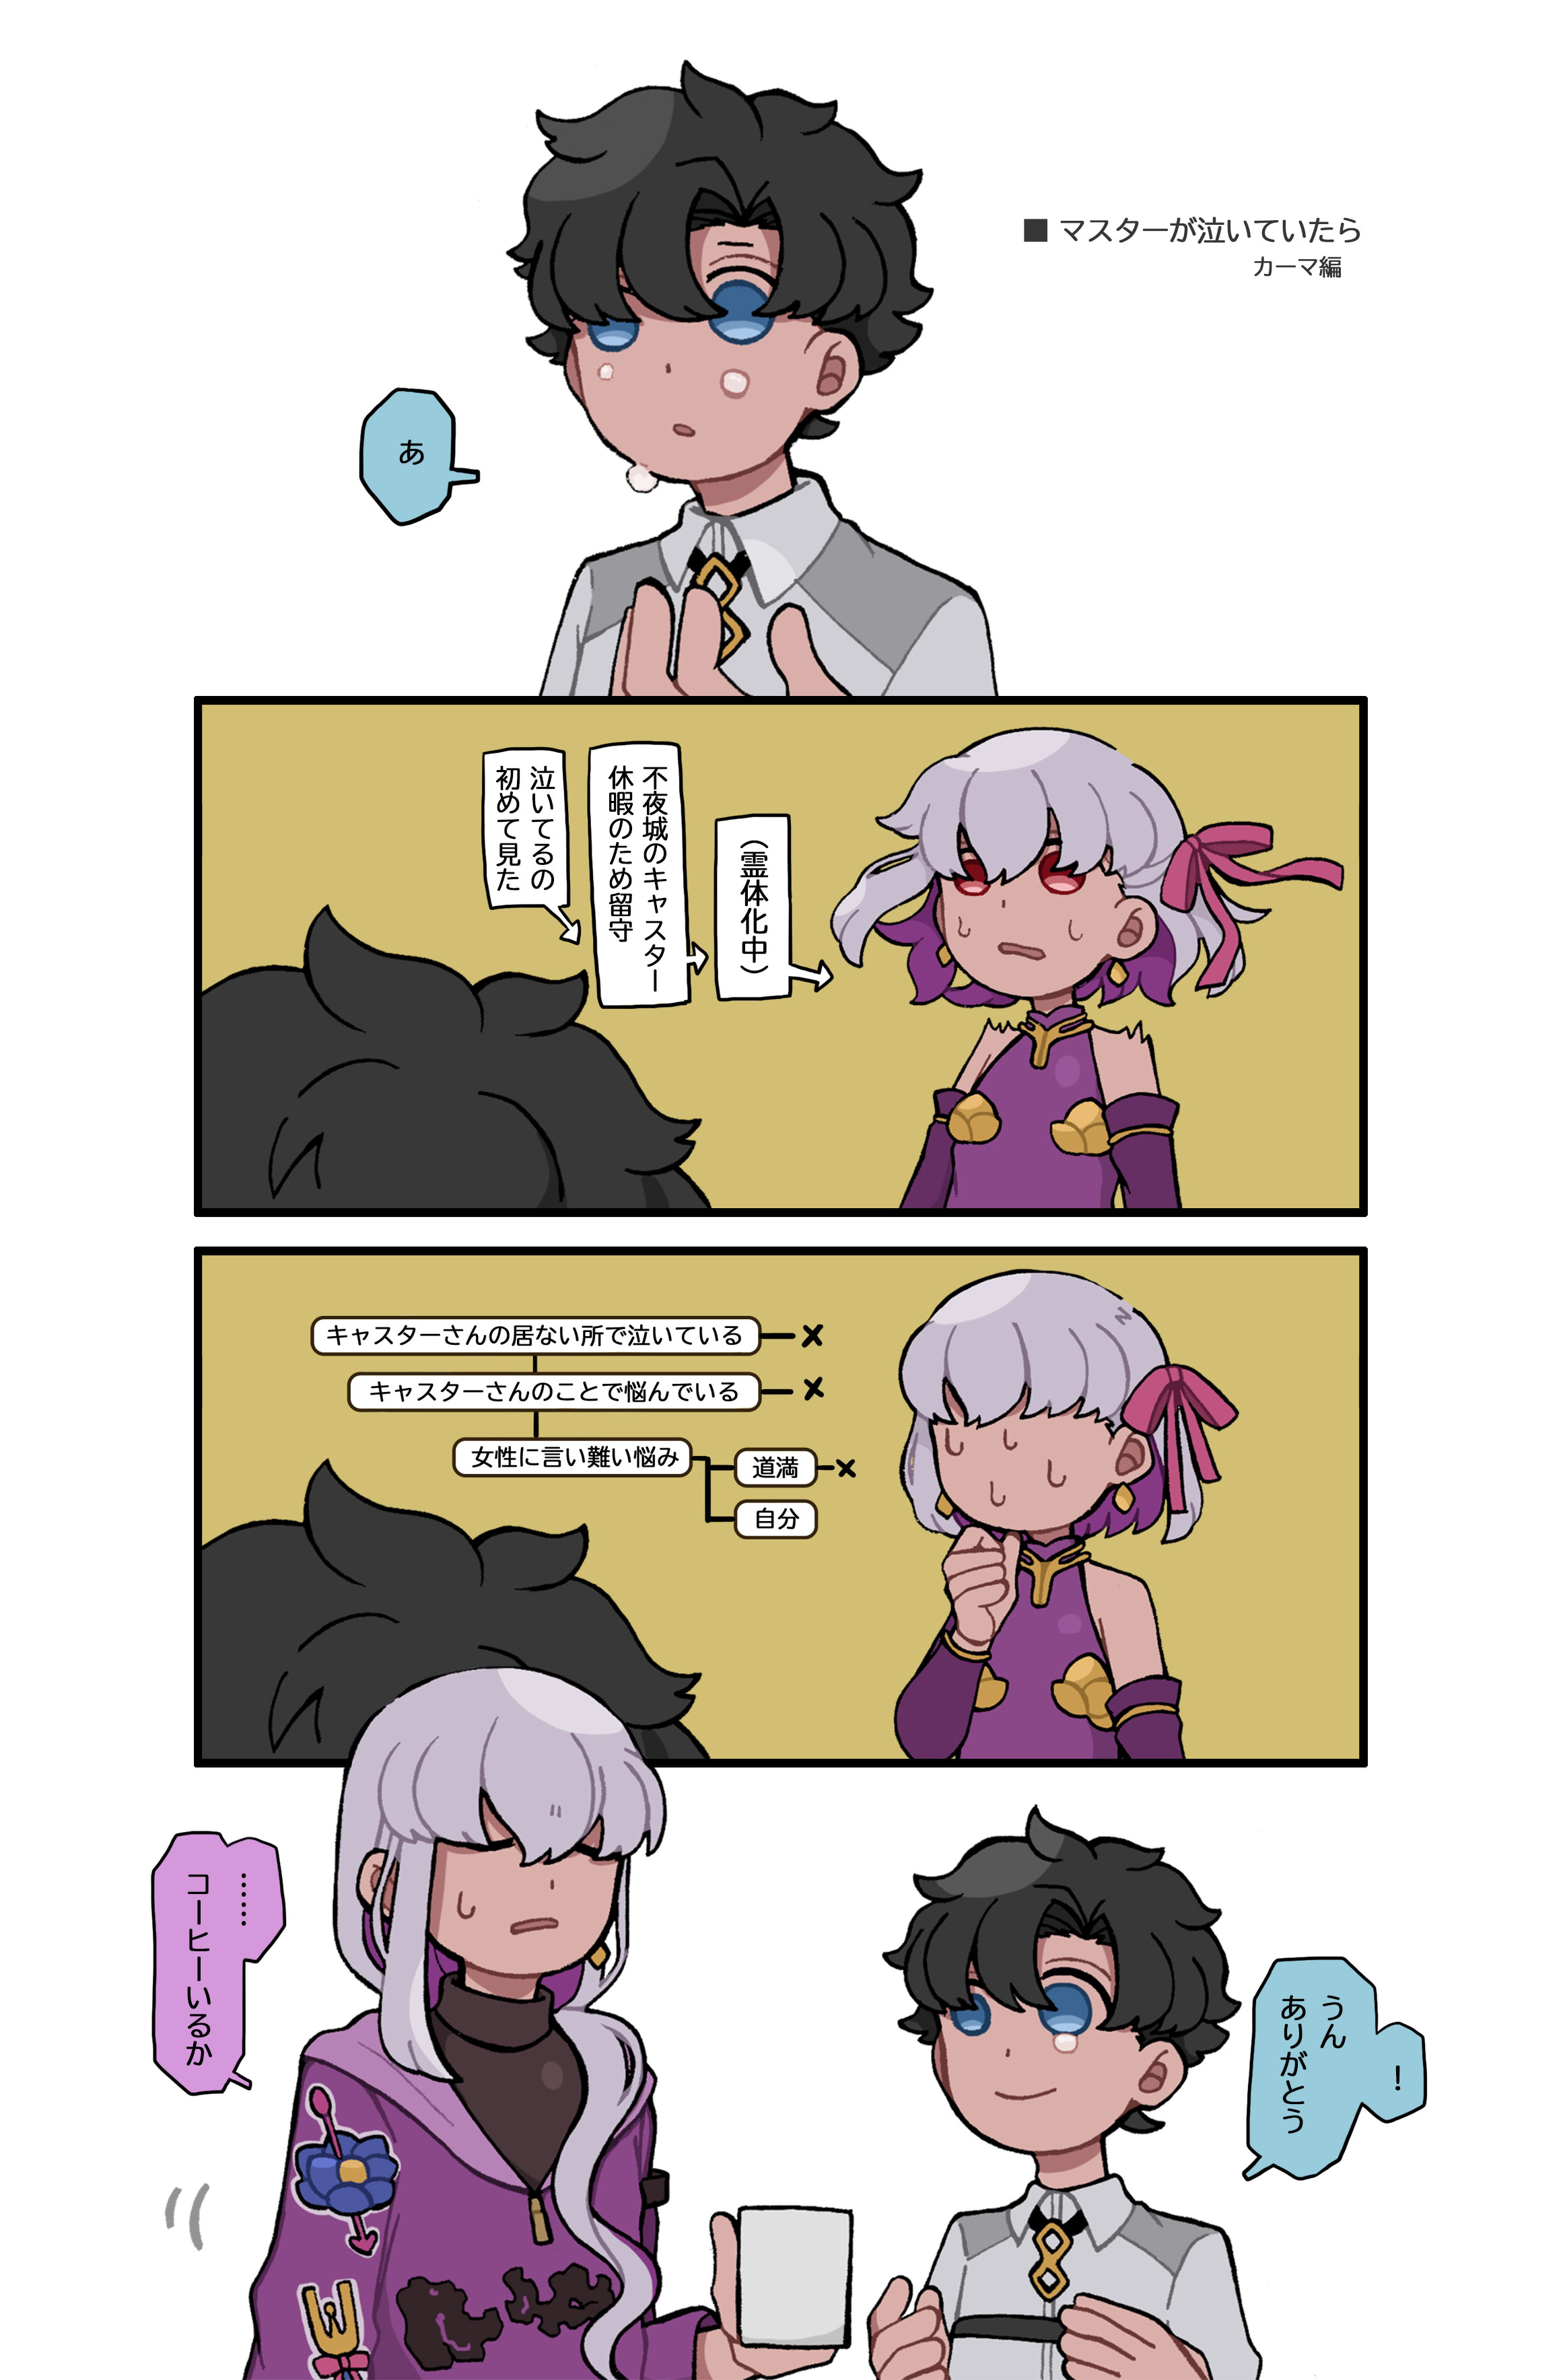 ■ マスターが泣いていたら
カーマ編
あ
(霊体化中)
不夜城のキャスター
休暇のため留守
泣いてるの
初めて見た
キャスターさんの居ない所で泣いている
キャスターさんのことで悩んでいる
女性に言い難い悩み
道満
自分
……
コーヒーいるか
!
うん
ありがとう